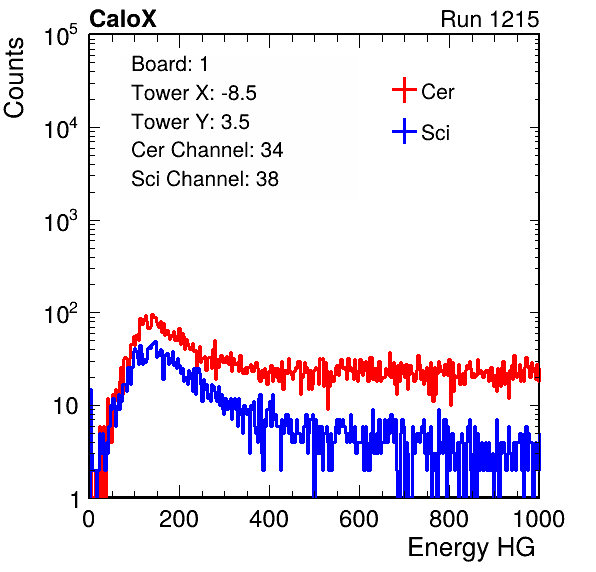 CaloX Run 1215
Counts
10^5
10^4
10^3
10^2
10
1
Board: 1
Tower X: -8.5
Tower Y: 3.5
Cer Channel: 34
Sci Channel: 38
Cer
Sci
0 200 400 600 800 1000
Energy HG